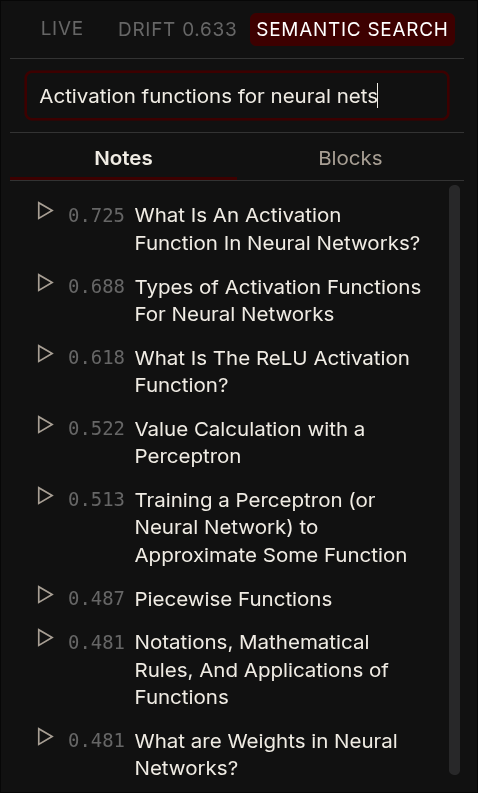 LIVE DRIFT 0.633 SEMANTIC SEARCH
Activation functions for neural nets
Notes Blocks
0.725 What Is An Activation
Function In Neural Networks?
0.688 Types of Activation Functions
For Neural Networks
0.618 What Is The ReLU Activation
Function?
0.522 Value Calculation with a
Perceptron
0.513 Training a Perceptron (or
Neural Network) to
Approximate Some Function
0.487 Piecewise Functions
0.481 Notations, Mathematical
Rules, And Applications of
Functions
0.481 What are Weights in Neural
Networks?